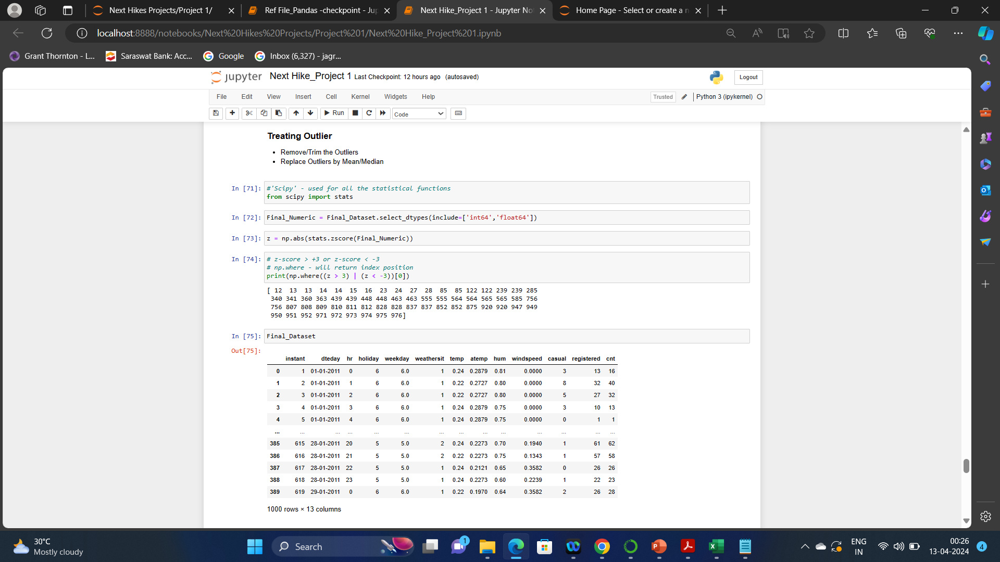 Next Hikes Projects/Project 1/
Ref File_Pandas -checkpoint - Ju
Next Hike_Project 1 - Jupyter No
Home Page - Select or create a n
localhost:8888/notebooks/Next%20Hikes%20Projects/Project%201/Next%20Hike_Project%201.ipynb
Grant Thornton - L...
Saraswat Bank: Acc...
Google
Inbox (6,327) - jagr...
jupyter Next Hike_Project 1 Last Checkpoint: 12 hours ago (autosaved)
Logout
File Edit View Insert Cell Kernel Widgets Help
Trusted
Python 3 (ipykernel)
Run
Code
Treating Outlier
• Remove/Trim the Outliers
• Replace Outliers by Mean/Median
In [71]: #'Scipy' - used for all the statistical functions
from scipy import stats
In [72]: Final_Numeric = Final_Dataset.select_dtypes(include=['int64','float64'])
In [73]: z = np.abs(stats.zscore(Final_Numeric))
In [74]: # z-score > +3 or z-score < -3
# np.where - will return index position
print(np.where((z > 3) | (z < -3))[0])
[ 12 13 13 14 14 15 16 23 24 27 28 85 85 122 122 239 239 285
340 341 360 363 439 439 448 448 463 463 555 555 564 564 565 565 585 756
756 807 808 809 810 811 812 828 828 837 837 852 852 875 920 920 947 949
950 951 952 971 972 973 974 975 976]
In [75]: Final_Dataset
Out[75]:
instant dteday hr holiday weekday weathersit temp atemp hum windspeed casual registered cnt
0 1 01-01-2011 0 6 6.0 1 0.24 0.2879 0.81 0.0000 3 13 16
1 2 01-01-2011 1 6 6.0 1 0.22 0.2727 0.80 0.0000 8 32 40
2 3 01-01-2011 2 6 6.0 1 0.22 0.2727 0.80 0.0000 5 27 32
3 4 01-01-2011 3 6 6.0 1 0.24 0.2879 0.75 0.0000 3 10 13
4 5 01-01-2011 4 6 6.0 1 0.24 0.2879 0.75 0.0000 0 1 1
... ... ... ... ... ... ... ... ... ... ... ... ... ...
385 615 28-01-2011 20 5 5.0 2 0.24 0.2273 0.70 0.1940 1 61 62
386 616 28-01-2011 21 5 5.0 2 0.22 0.2273 0.75 0.1343 1 57 58
387 617 28-01-2011 22 5 5.0 1 0.24 0.2121 0.65 0.3582 0 26 26
388 618 28-01-2011 23 5 5.0 1 0.24 0.2273 0.60 0.2239 1 22 23
389 619 29-01-2011 0 6 6.0 1 0.22 0.1970 0.64 0.3582 2 26 28
1000 rows × 13 columns
30°C
Mostly cloudy
Search
1
ENG
IN
00:26
13-04-2024
4